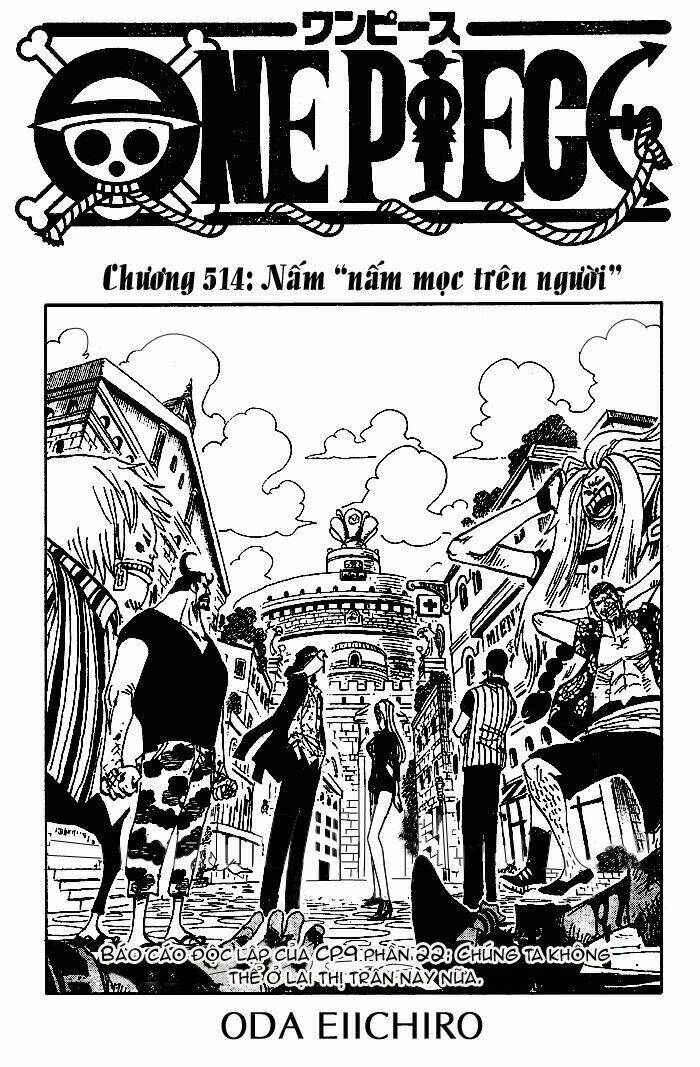 ワンピース
ONE PIECE
Chương 514: Nấm “nấm mọc trên người”
MIENT
Báo cáo độc lập của CP9 phần 22: Chúng ta không
thể ở lại thị trấn này nữa.
ODA EIICHIRO